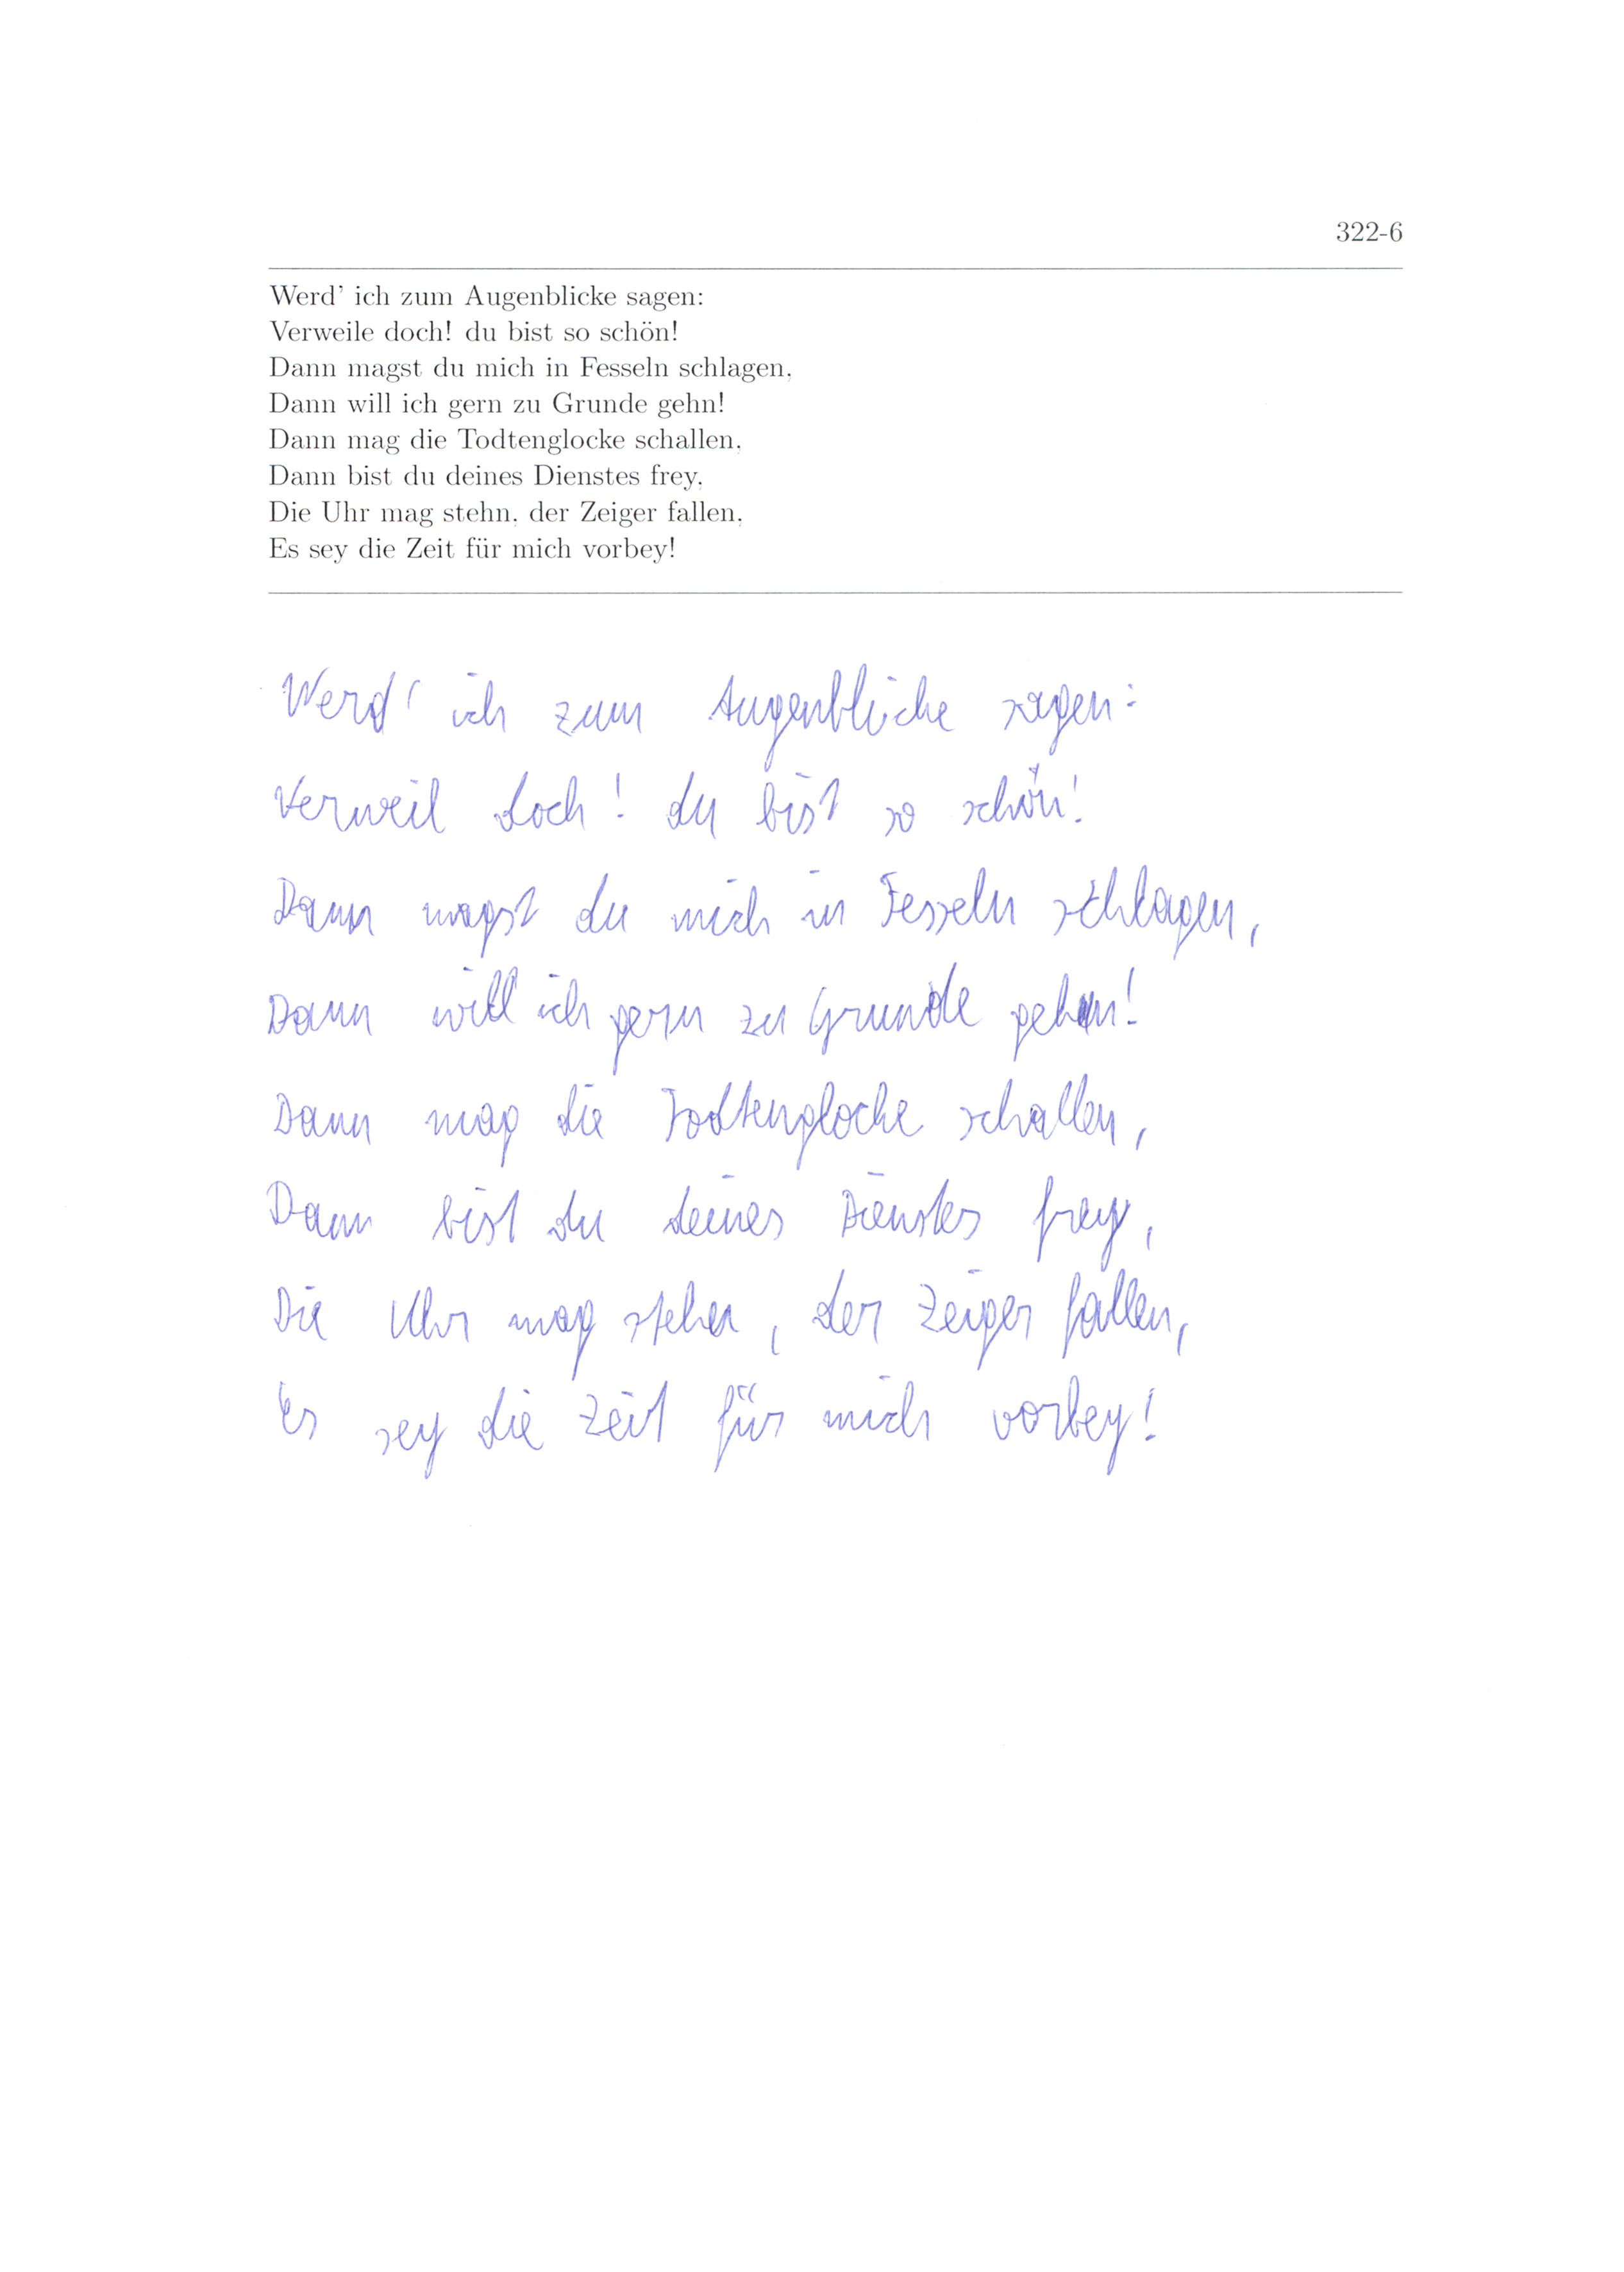 322-6
Werd' ich zum Augenblicke sagen:
Verweile doch! du bist so schön!
Dann magst du mich in Fesseln schlagen,
Dann will ich gern zu Grunde gehn!
Dann mag die Todtenglocke schallen,
Dann bist du deines Dienstes frey,
Die Uhr mag stehn, der Zeiger fallen,
Es sey die Zeit für mich vorbey!
Werd' ich zum Augenblicke sagen:
Verweil doch! du bist so schön!
Dann magst du mich in Fesseln schlagen,
Dann will ich gern zu Grunde gehn!
Dann mag die Todtenglocke schallen,
Dann bist du deines Dienstes frey,
Die Uhr mag stehen, der Zeiger fallen,
Es sey die Zeit für mich vorbey!